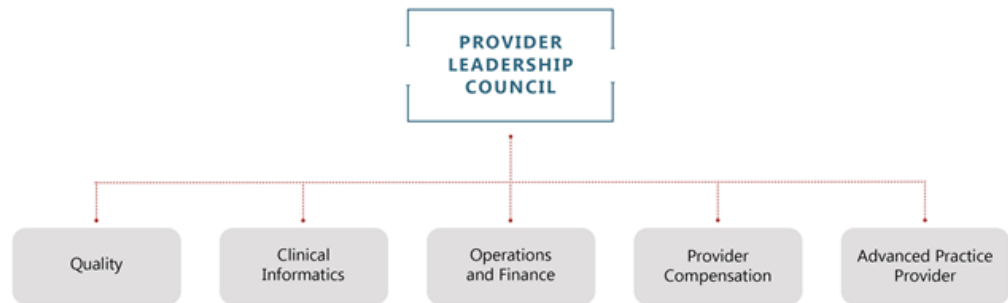 PROVIDER
LEADERSHIP
COUNCIL
Quality
Clinical
Informatics
Operations
and Finance
Provider
Compensation
Advanced Practice
Provider